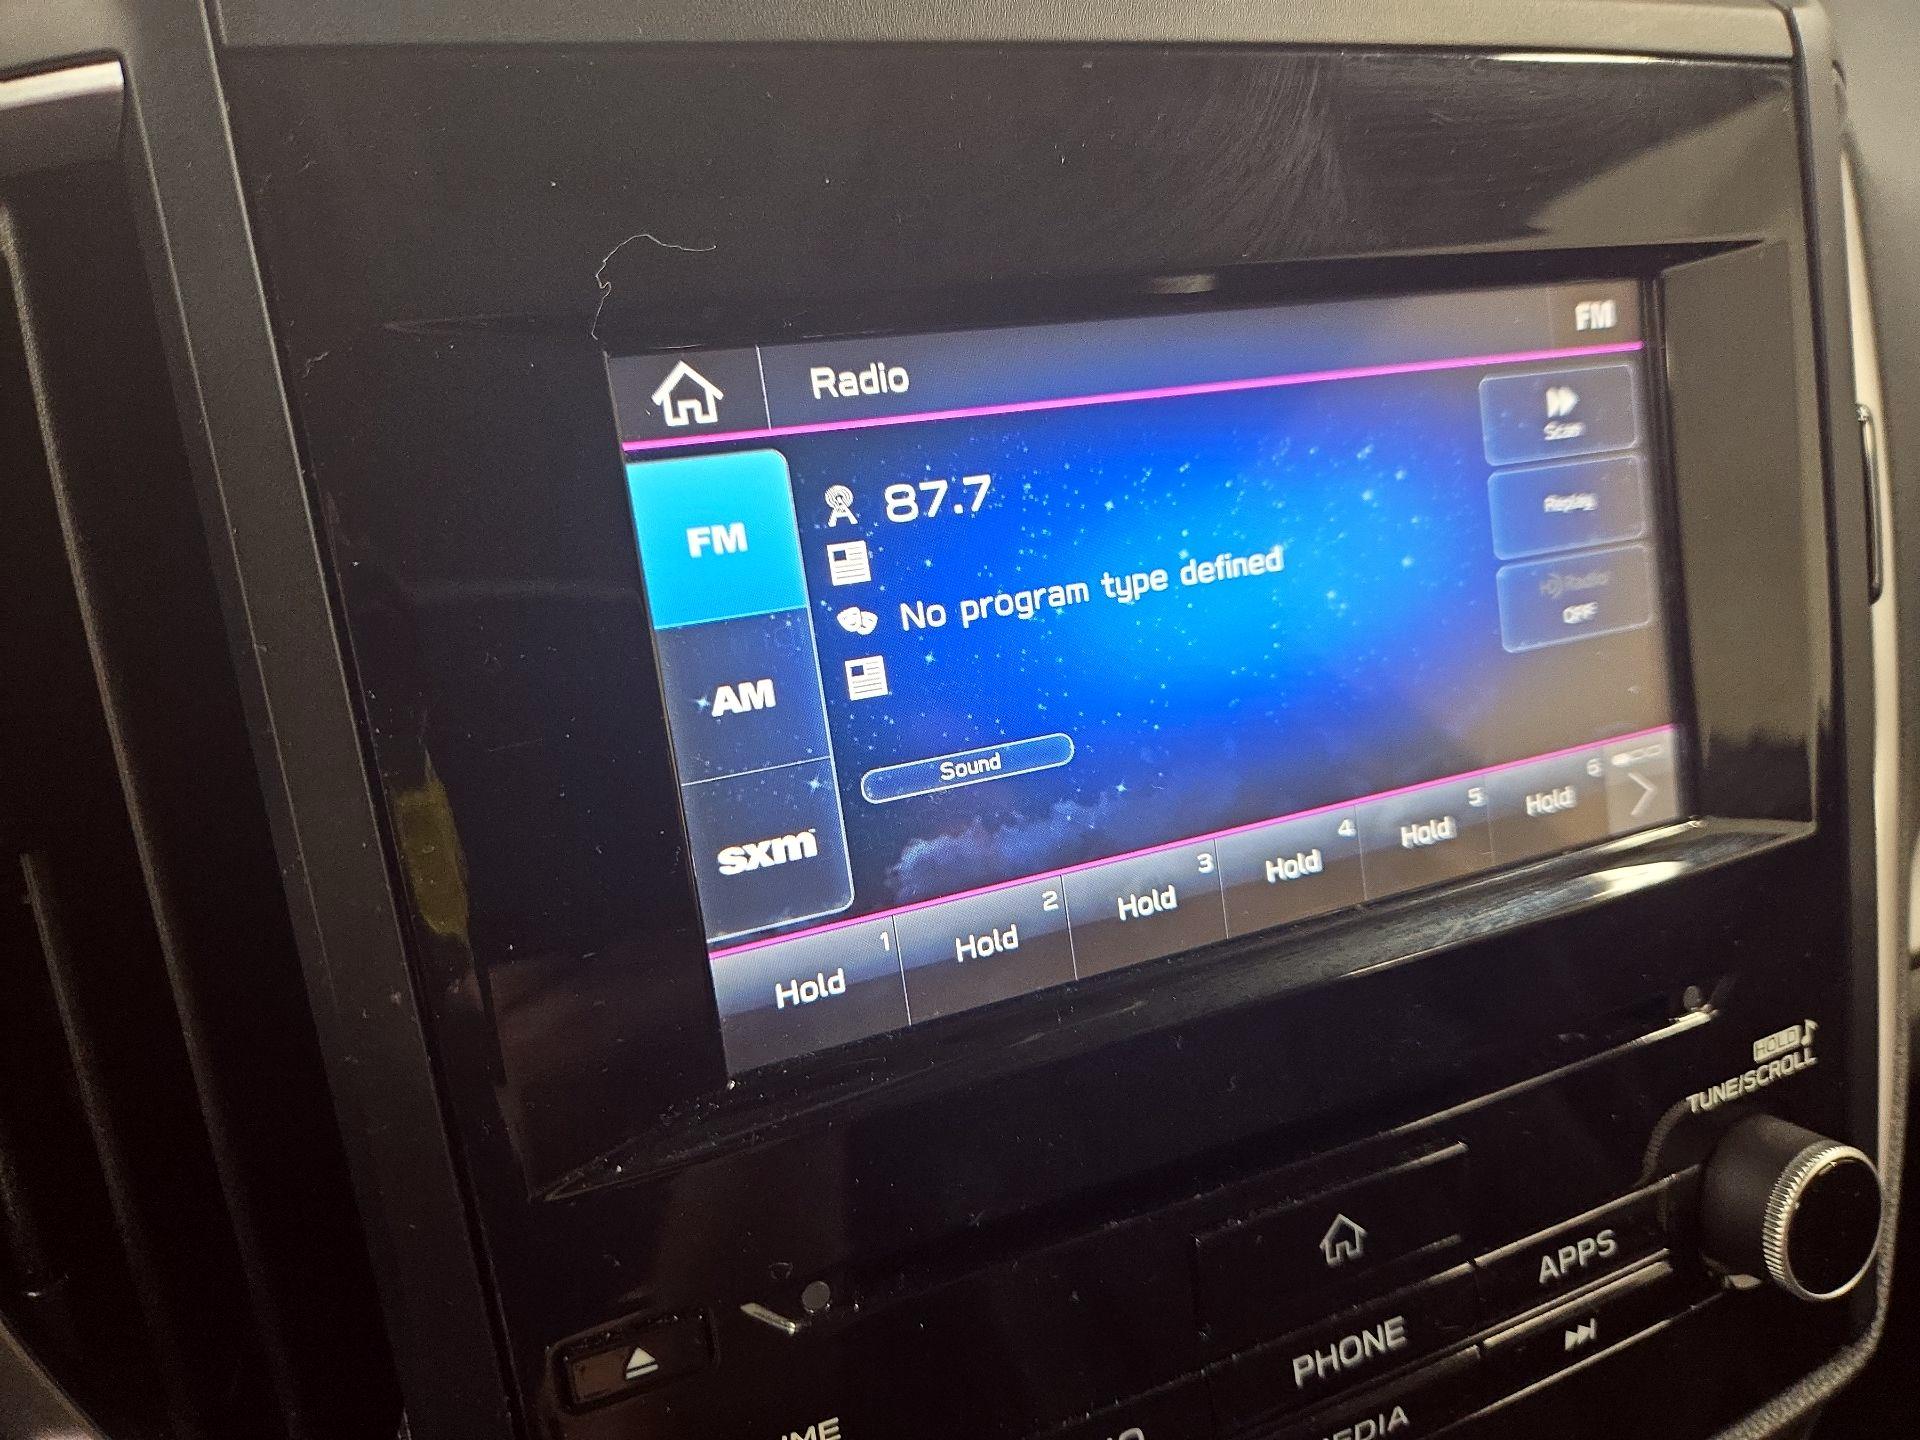 Radio
FM
FM
AM
sxm
87.7
No program type defined
Sound
Scan
Replay
HD Radio
OFF
1
Hold
2
Hold
3
Hold
4
Hold
5
Hold
6
Hold
HOLD
TUNE/SCROLL
APPS
PHONE